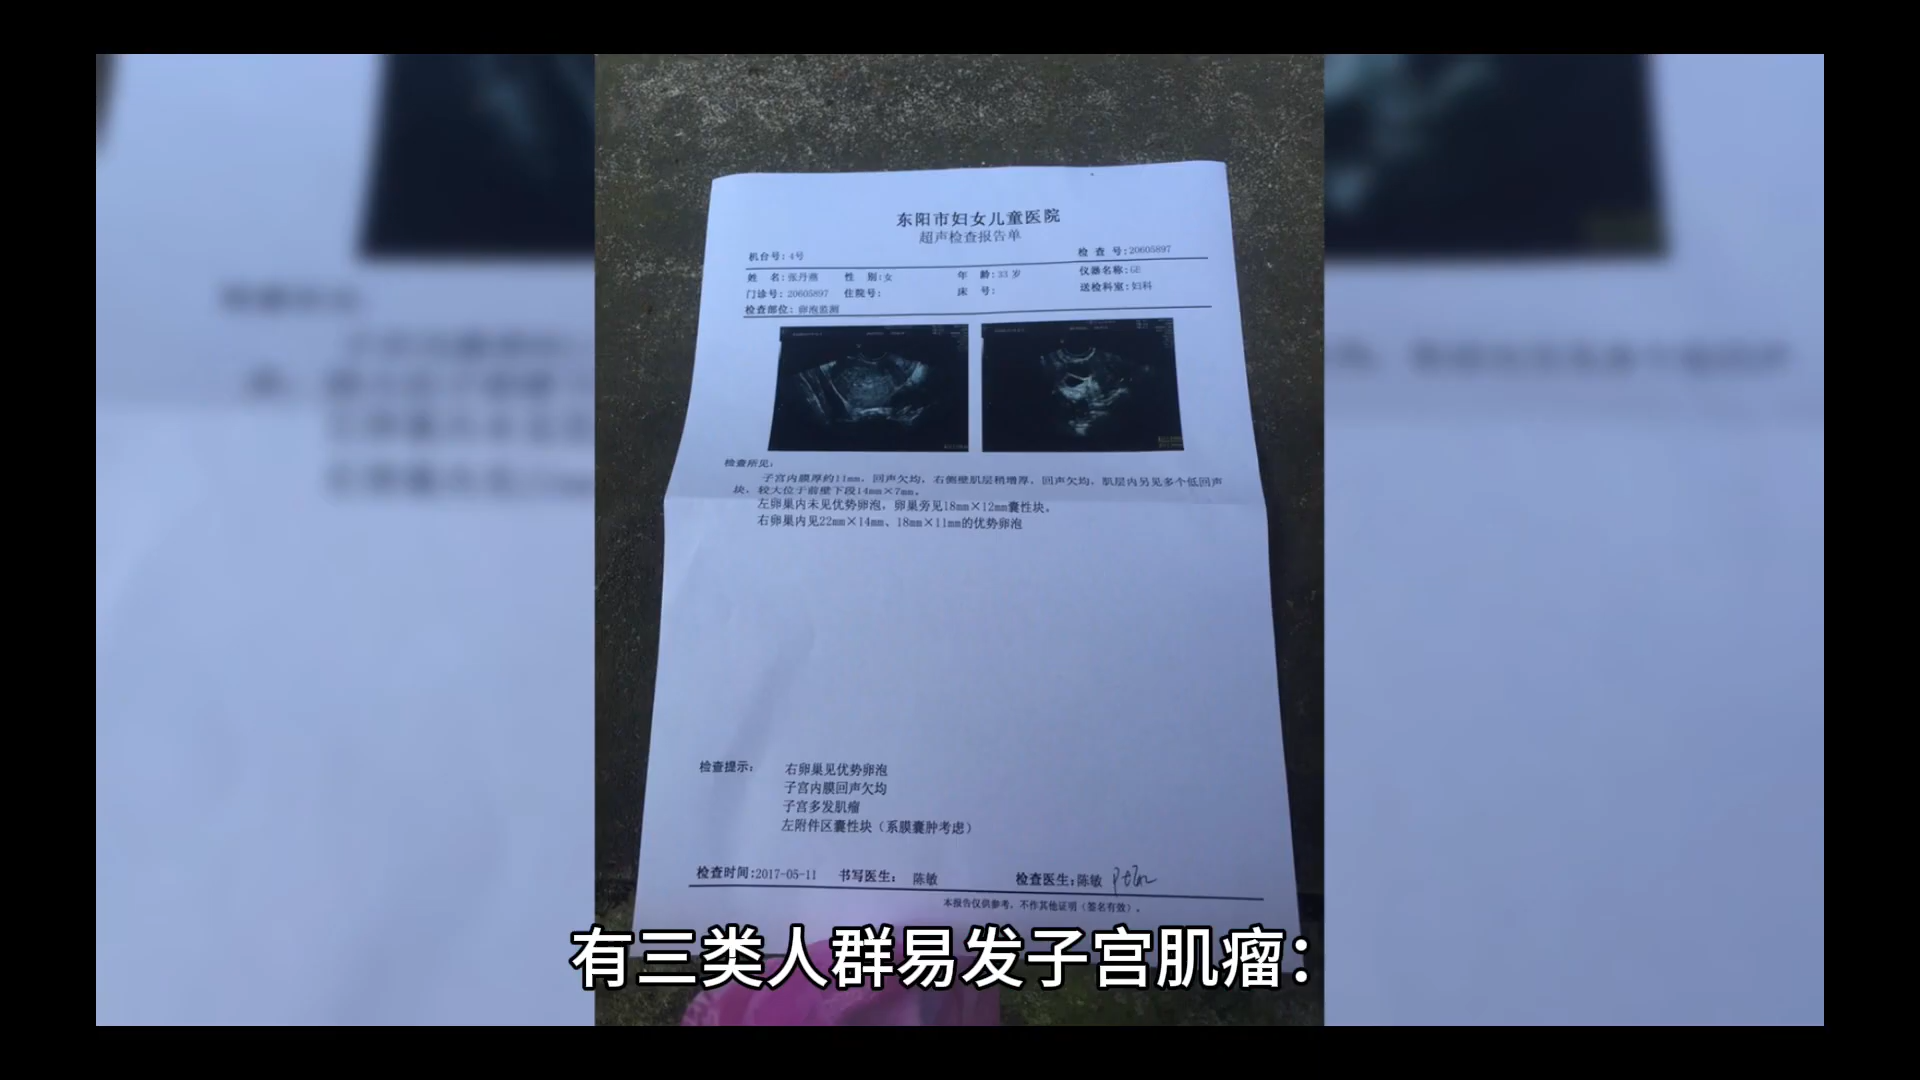 东阳市妇女儿童医院
超声检查报告单
机台号: 4号 检 查 号:20605897
姓 名:张丹燕 性 别:女 年 龄:33 岁 仪器名称:GE
门诊号: 20605897 住院号: 床 号: 送检科室:妇科
检查部位: 卵泡监测
检查所见:
子宫内膜厚约11mm，回声欠均，右侧壁肌层稍增厚，回声欠均，肌层内另见多个低回声
块，较大位于前壁下段14mm×7mm。
左卵巢内未见优势卵泡，卵巢旁见18mm×12mm囊性块。
右卵巢内见22mm×14mm、18mm×11mm的优势卵泡
检查提示: 右卵巢见优势卵泡
子宫内膜回声欠均
子宫多发肌瘤
左附件区囊性块（系膜囊肿考虑）
检查时间:2017-05-11 书写医生: 陈敏 检查医生:陈敏
本报告仅供参考，不作其他证明（签名有效）。
有三类人群易发子宫肌瘤：